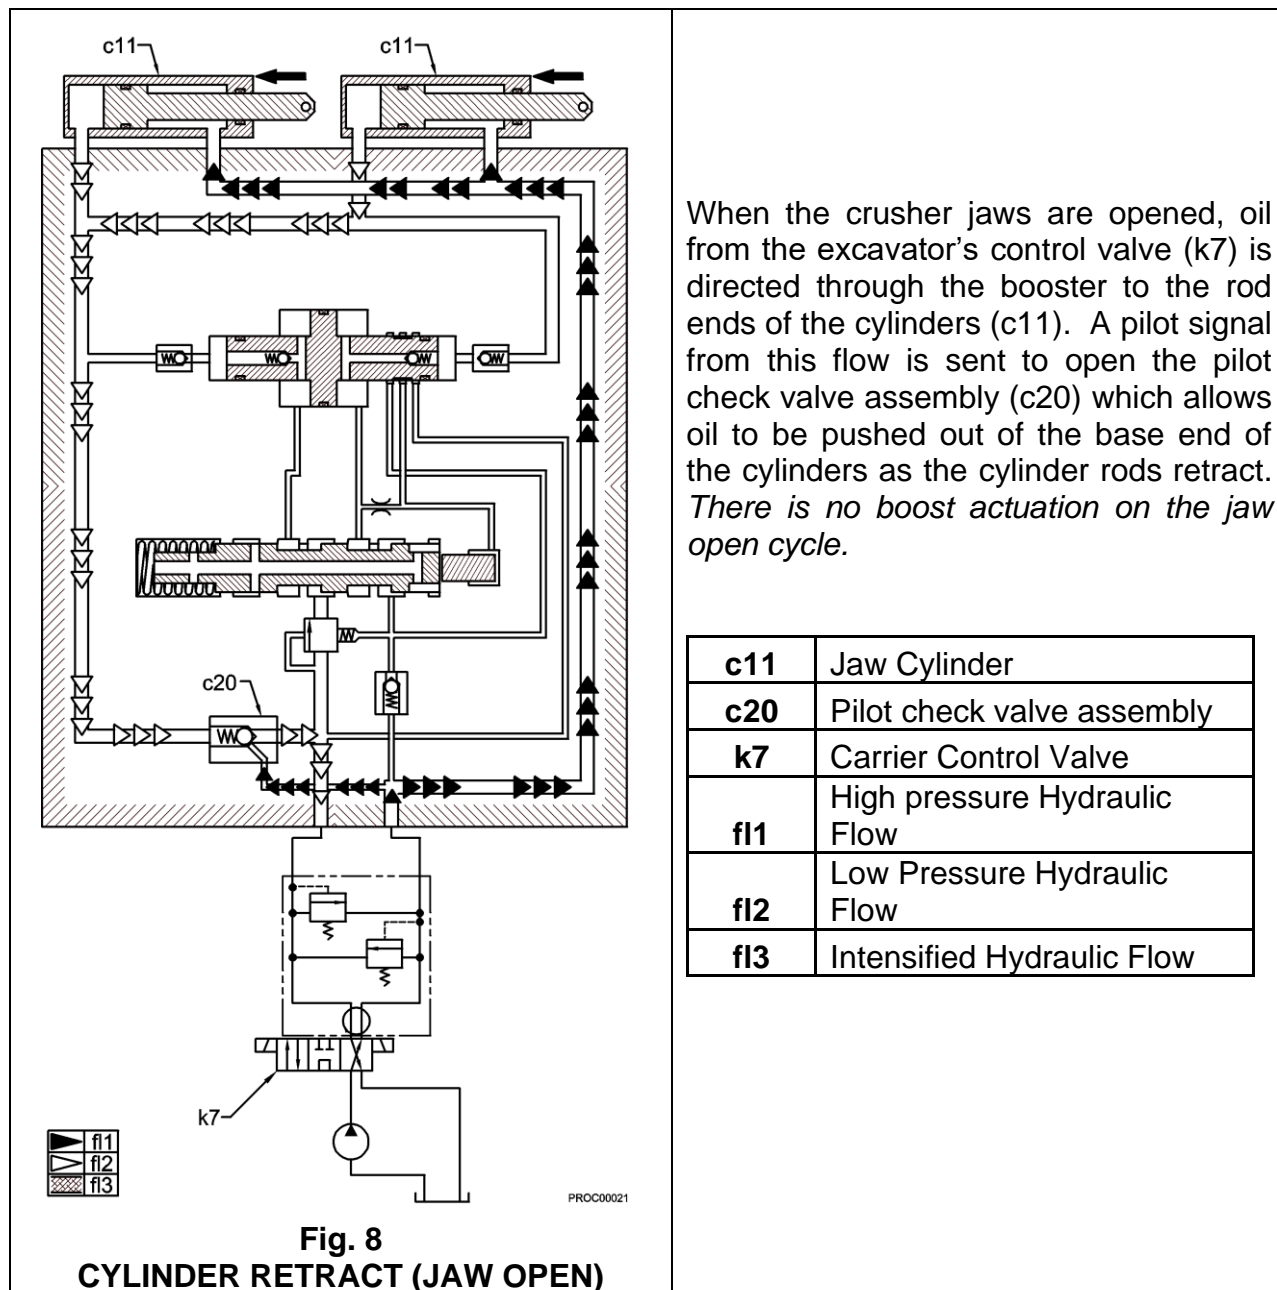 c11
c11
c20
k7
fl1
fl2
fl3
PROC00021
Fig. 8
CYLINDER RETRACT (JAW OPEN)
When the crusher jaws are opened, oil
from the excavator’s control valve (k7) is
directed through the booster to the rod
ends of the cylinders (c11).  A pilot signal
from this flow is sent to open the pilot
check valve assembly (c20) which allows
oil to be pushed out of the base end of
the cylinders as the cylinder rods retract.
There is no boost actuation on the jaw
open cycle.
c11 Jaw Cylinder
c20 Pilot check valve assembly
k7 Carrier Control Valve
High pressure Hydraulic
fl1 Flow
Low Pressure Hydraulic
fl2 Flow
fl3 Intensified Hydraulic Flow